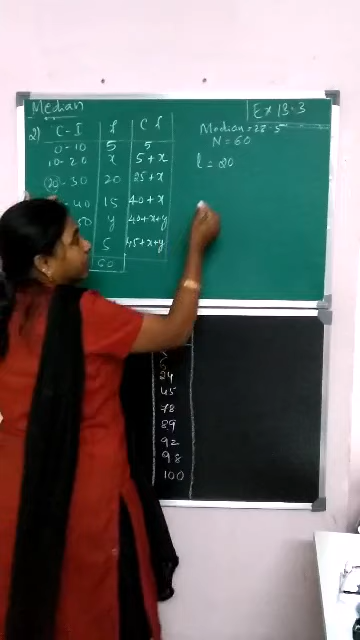 Median
Ex 13.3
2) C-I f C f
Median = 28.5
N = 60
0-10 5 5
10-20 x 5+x
l = 20
20-30 20 25+x
40 15 40+x
50 y 40+x+y
5 45+x+y
60
24
45
78
89
92
98
100